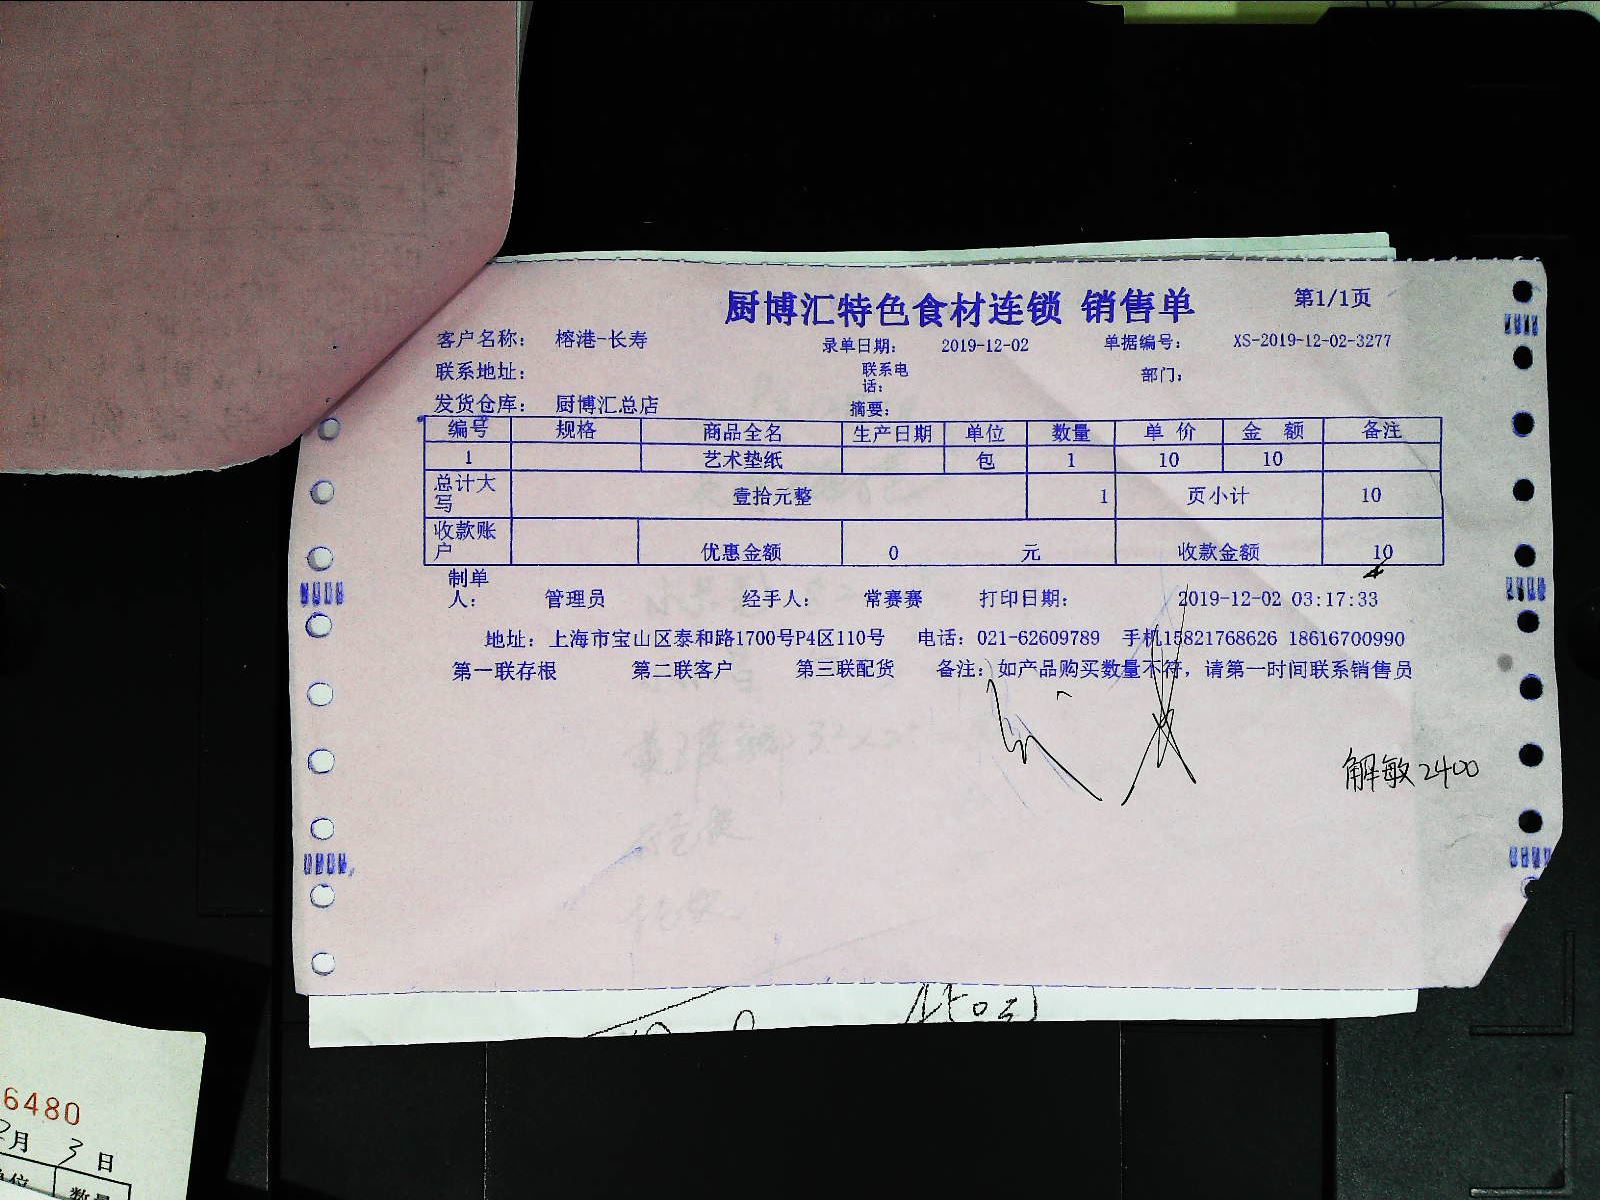 厨博汇特色食材连锁 销售单 第1/1页
客户名称: 榕港-长寿 录单日期: 2019-12-02 单据编号: XS-2019-12-02-3277
联系地址: 联系电话: 部门:
发货仓库: 厨博汇总店 摘要:
编号 规格 商品全名 生产日期 单位 数量 单 价 金 额 备注
1 艺术垫纸 包 1 10 10
总计大写 壹拾元整 1 页小计 10
收款账户 优惠金额 0 元 收款金额 10
制单人: 管理员 经手人: 常赛赛 打印日期: 2019-12-02 03:17:33
地址: 上海市宝山区泰和路1700号P4区110号 电话: 021-62609789 手机15821768626 18616700990
第一联存根 第二联客户 第三联配货 备注: 如产品购买数量不符, 请第一时间联系销售员
解敏2400
6480
2月 3日
单位 数量